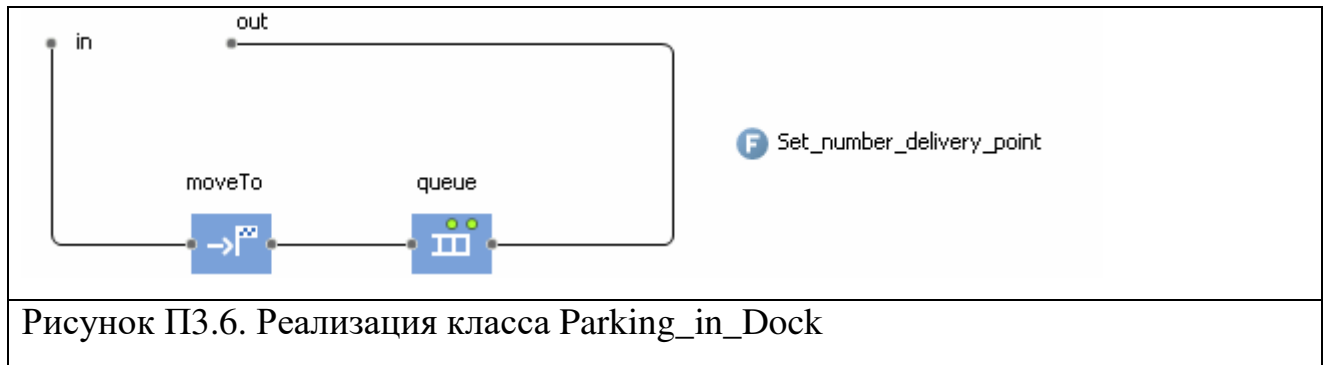 out
in
F Set_number_delivery_point
moveTo queue
Рисунок П3.6. Реализация класса Parking_in_Dock